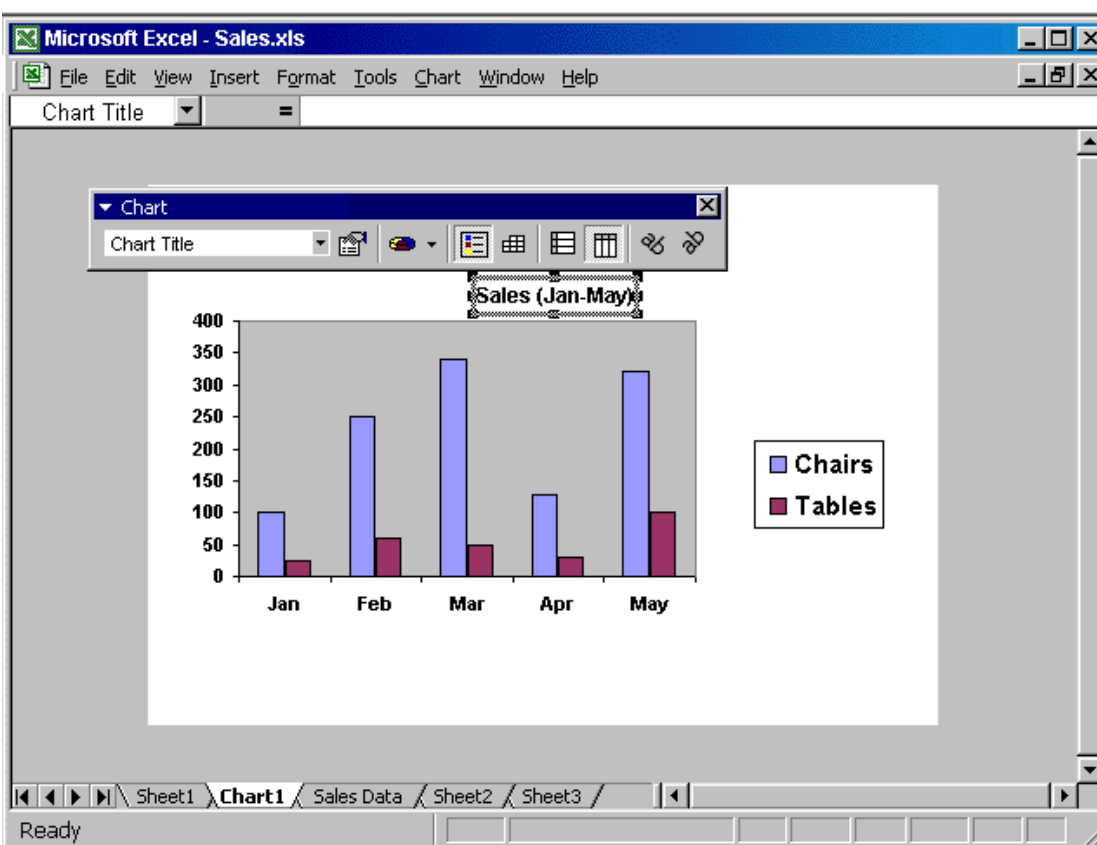 Microsoft Excel - Sales.xls
File Edit View Insert Format Tools Chart Window Help
Chart Title =
Chart
Chart Title
Sales (Jan-May)
400
350
300
250
200
150
100
50
0
Jan Feb Mar Apr May
Chairs
Tables
Sheet1 Chart1 Sales Data Sheet2 Sheet3
Ready